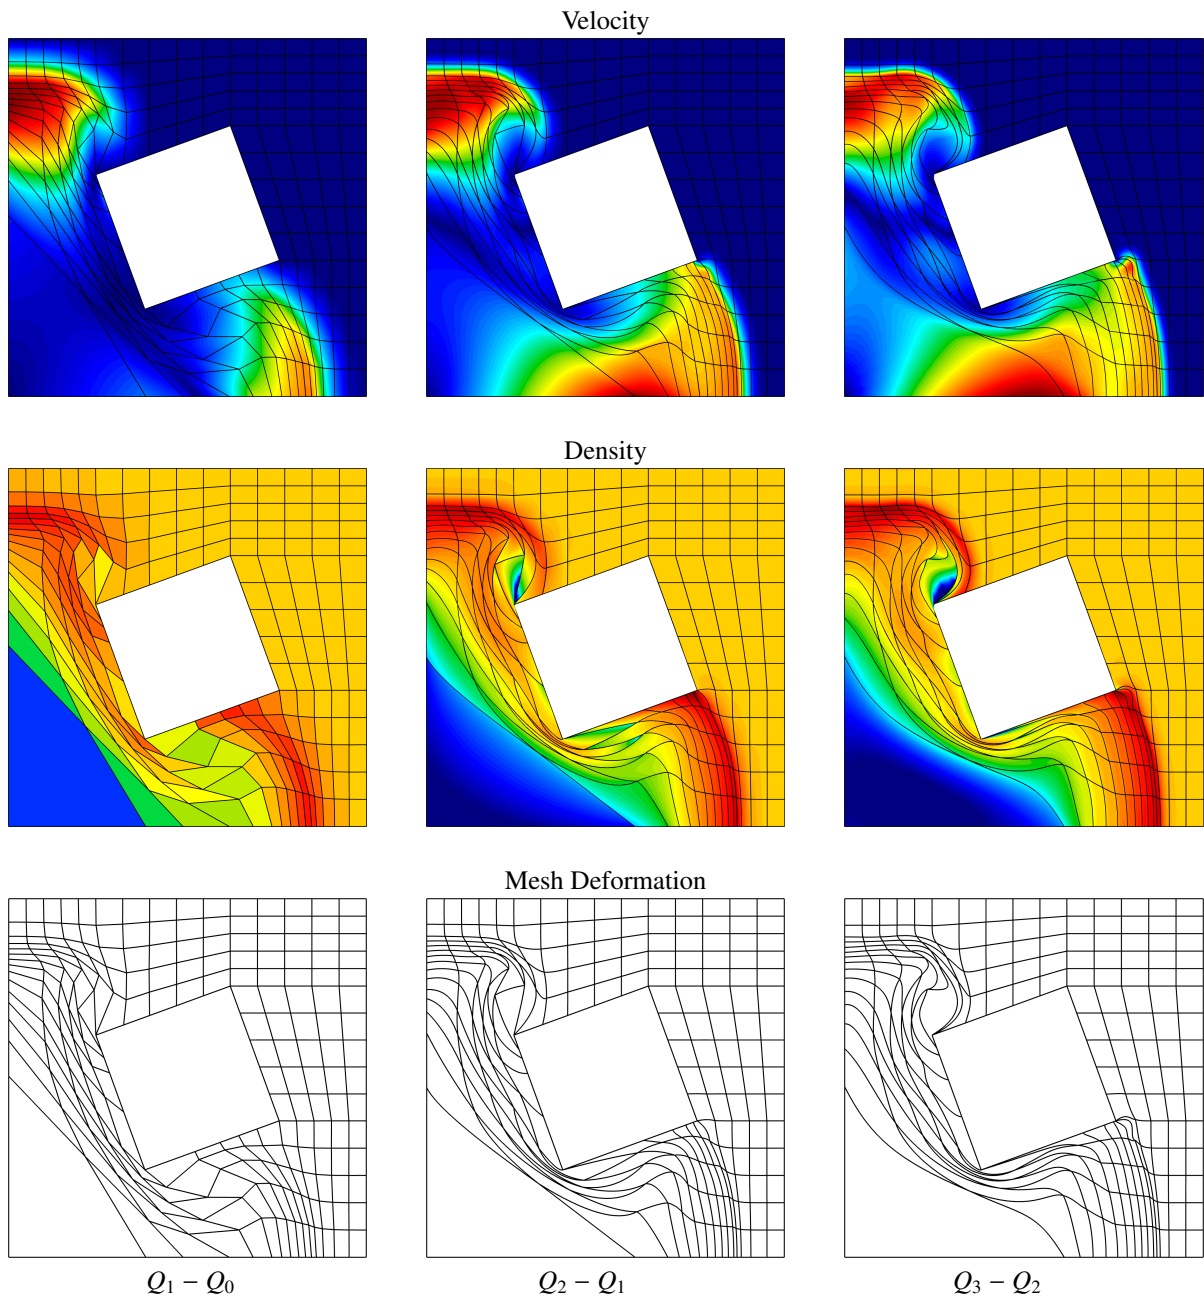 Velocity
Density
Mesh Deformation
Q₁ − Q₀ Q₂ − Q₁ Q₃ − Q₂